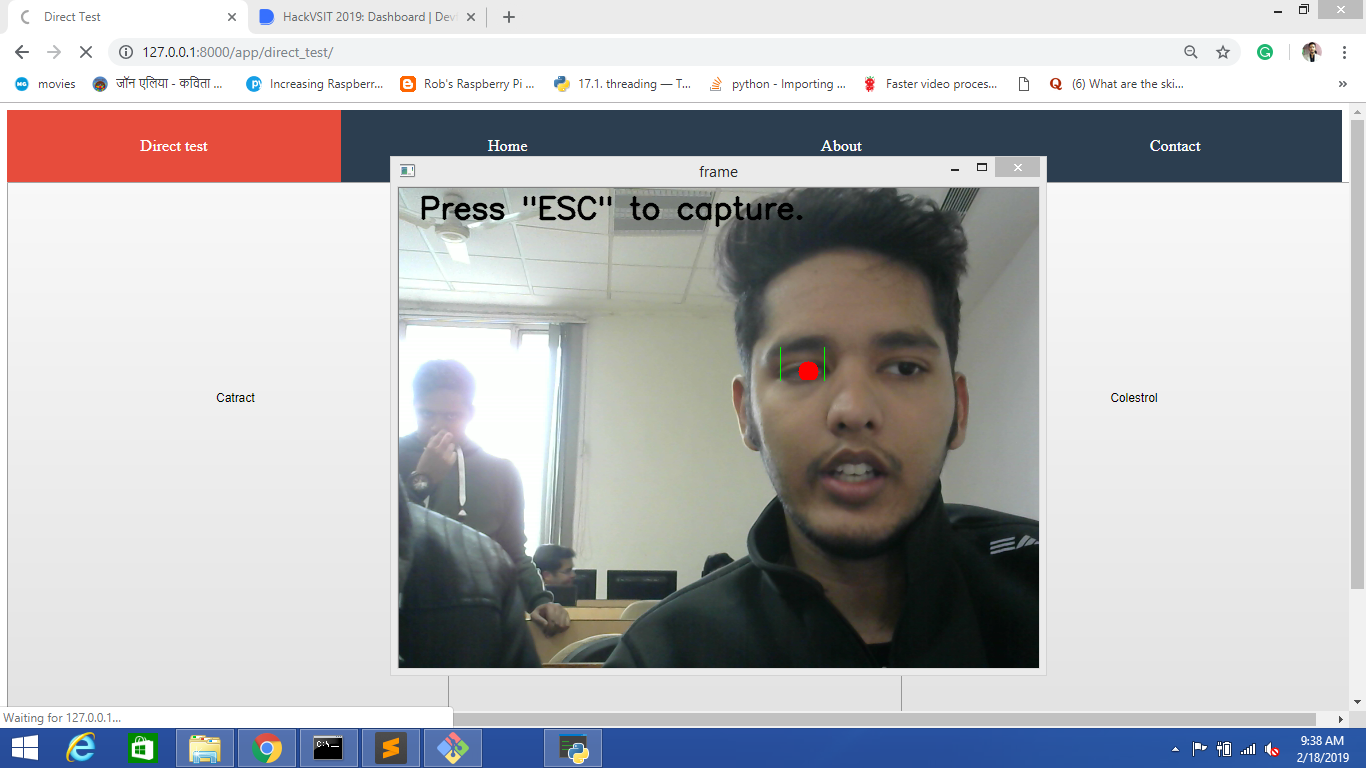 Direct Test
HackVSIT 2019: Dashboard | Dev
127.0.0.1:8000/app/direct_test/
movies
जॉन एलिया - कविता ...
Increasing Raspberr...
Rob's Raspberry Pi ...
17.1. threading — T...
python - Importing ...
Faster video proces...
(6) What are the ski...
Direct test
Home
About
Contact
frame
Press "ESC" to capture.
Catract
Colestrol
Waiting for 127.0.0.1...
9:38 AM
2/18/2019